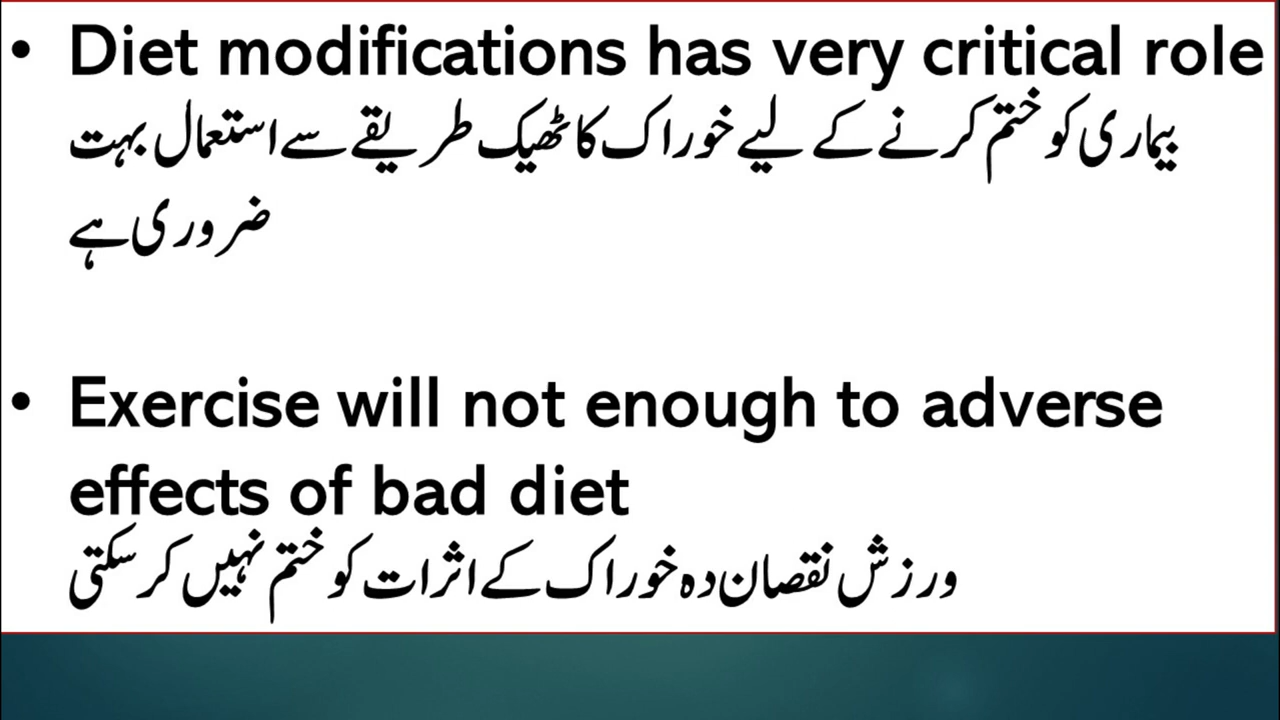 • Diet modifications has very critical role
بیماری کو ختم کرنے کے لیے خوراک کا ٹھیک طریقے سے استعمال بہت
ضروری ہے
• Exercise will not enough to adverse
effects of bad diet
ورزش نقصان دہ خوراک کے اثرات کو ختم نہیں کر سکتی